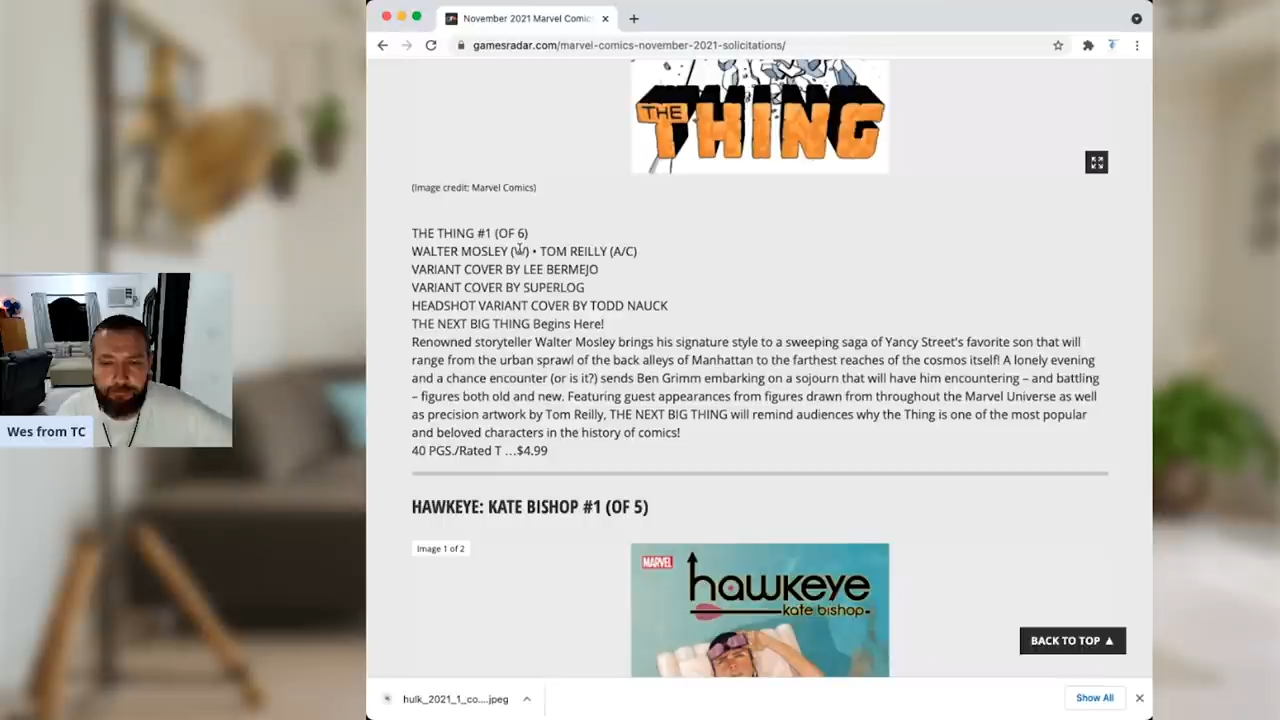 November 2021 Marvel Comic
gamesradar.com/marvel-comics-november-2021-solicitations/
THE THING
(Image credit: Marvel Comics)
THE THING #1 (OF 6)
WALTER MOSLEY (W) • TOM REILLY (A/C)
VARIANT COVER BY LEE BERMEJO
VARIANT COVER BY SUPERLOG
HEADSHOT VARIANT COVER BY TODD NAUCK
THE NEXT BIG THING Begins Here!
Renowned storyteller Walter Mosley brings his signature style to a sweeping saga of Yancy Street's favorite son that will
range from the urban sprawl of the back alleys of Manhattan to the farthest reaches of the cosmos itself! A lonely evening
and a chance encounter (or is it?) sends Ben Grimm embarking on a sojourn that will have him encountering – and battling
– figures both old and new. Featuring guest appearances from figures drawn from throughout the Marvel Universe as well
as precision artwork by Tom Reilly, THE NEXT BIG THING will remind audiences why the Thing is one of the most popular
and beloved characters in the history of comics!
40 PGS./Rated T …$4.99
HAWKEYE: KATE BISHOP #1 (OF 5)
Image 1 of 2
MARVEL
hawkeye
kate bishop
BACK TO TOP
Wes from TC
hulk_2021_1_co....jpeg
Show All